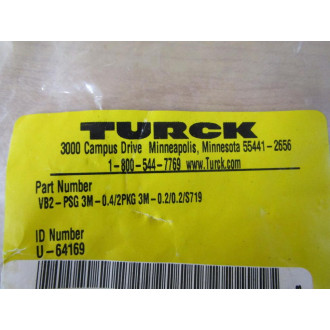 TURCK
3000 Campus Drive Minneapolis, Minnesota 55441-2656
1-800-544-7769 www.Turck.com
Part Number
VB2-PSG 3M-0.4/2PKG 3M-0.2/0.2/S719
ID Number
U-64169